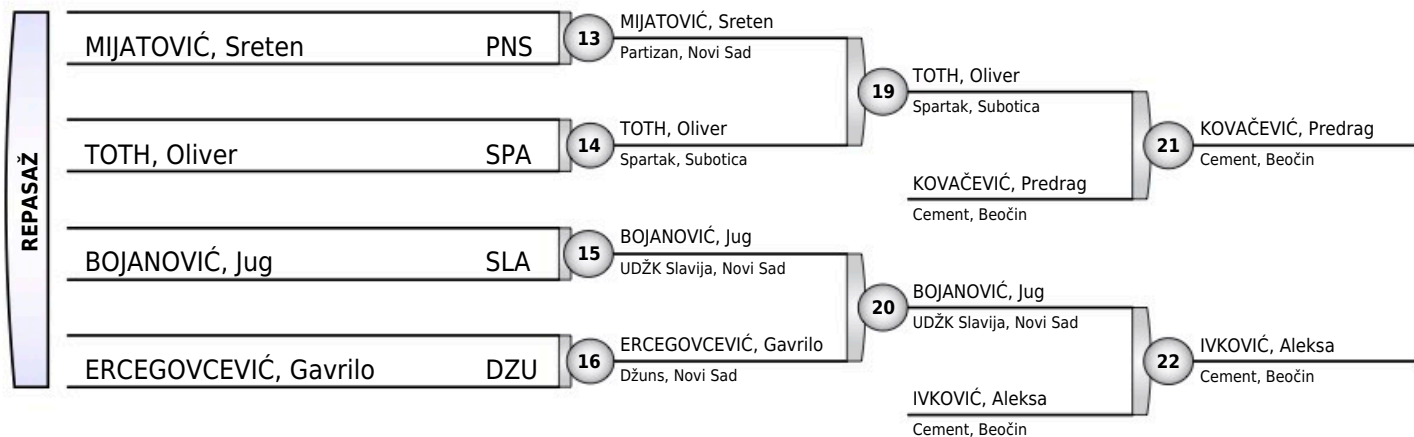 REPASAŽ
MIJATOVIĆ, Sreten PNS
TOTH, Oliver SPA
BOJANOVIĆ, Jug SLA
ERCEGOVCEVIĆ, Gavrilo DZU
13
MIJATOVIĆ, Sreten
Partizan, Novi Sad
14
TOTH, Oliver
Spartak, Subotica
15
BOJANOVIĆ, Jug
UDŽK Slavija, Novi Sad
16
ERCEGOVCEVIĆ, Gavrilo
Džuns, Novi Sad
19
TOTH, Oliver
Spartak, Subotica
KOVAČEVIĆ, Predrag
Cement, Beočin
20
BOJANOVIĆ, Jug
UDŽK Slavija, Novi Sad
IVKOVIĆ, Aleksa
Cement, Beočin
21
KOVAČEVIĆ, Predrag
Cement, Beočin
22
IVKOVIĆ, Aleksa
Cement, Beočin